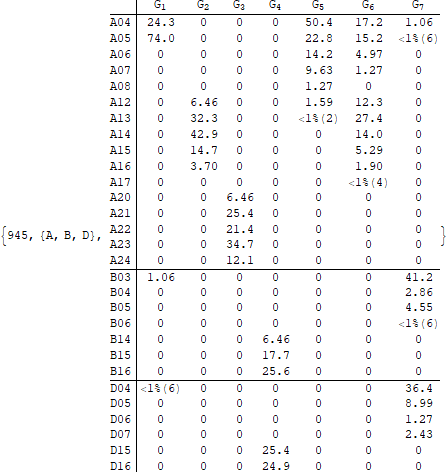 G1 G2 G3 G4 G5 G6 G7
A04 24.3 0 0 0 50.4 17.2 1.06
A05 74.0 0 0 0 22.8 15.2 <1%(6)
A06 0 0 0 0 14.2 4.97 0
A07 0 0 0 0 9.63 1.27 0
A08 0 0 0 0 1.27 0 0
A12 0 6.46 0 0 1.59 12.3 0
A13 0 32.3 0 0 <1%(2) 27.4 0
A14 0 42.9 0 0 0 14.0 0
A15 0 14.7 0 0 0 5.29 0
A16 0 3.70 0 0 0 1.90 0
A17 0 0 0 0 0 <1%(4) 0
A20 0 0 6.46 0 0 0 0
A21 0 0 25.4 0 0 0 0
A22 0 0 21.4 0 0 0 0
{945, {A, B, D}, }
A23 0 0 34.7 0 0 0 0
A24 0 0 12.1 0 0 0 0
B03 1.06 0 0 0 0 0 41.2
B04 0 0 0 0 0 0 2.86
B05 0 0 0 0 0 0 4.55
B06 0 0 0 0 0 0 <1%(6)
B14 0 0 0 6.46 0 0 0
B15 0 0 0 17.7 0 0 0
B16 0 0 0 25.6 0 0 0
D04 <1%(6) 0 0 0 0 0 36.4
D05 0 0 0 0 0 0 8.99
D06 0 0 0 0 0 0 1.27
D07 0 0 0 0 0 0 2.43
D15 0 0 0 25.4 0 0 0
D16 0 0 0 24.9 0 0 0